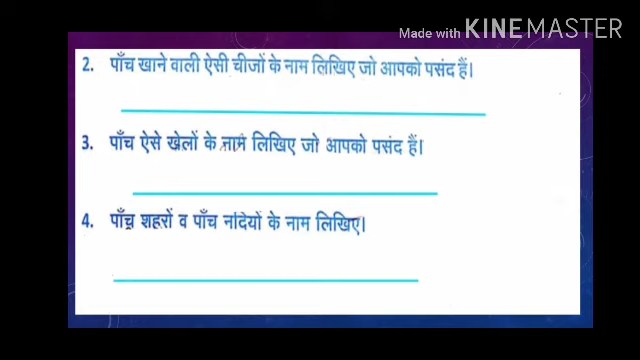 Made with KINEMASTER
2. पाँच खाने वाली ऐसी चीजों के नाम लिखिए जो आपको पसंद हैं।
3. पाँच ऐसे खेलों के नाम लिखिए जो आपको पसंद हैं।
4. पाँच शहरों व पाँच नदियों के नाम लिखिए।